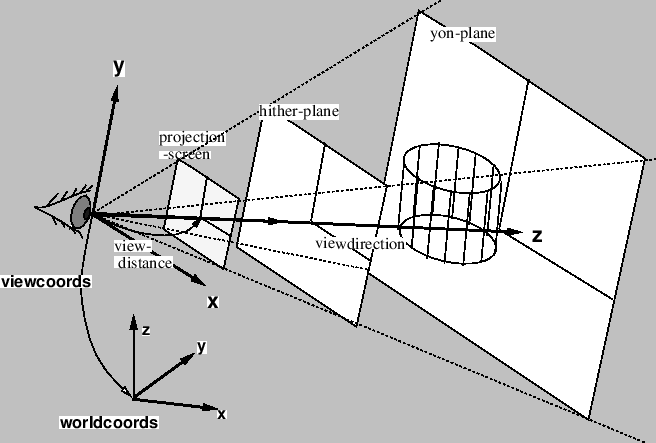 yon-plane
y
hither-plane
projection
-screen
z
viewdirection
view-
distance
viewcoords
x
z
y
x
worldcoords